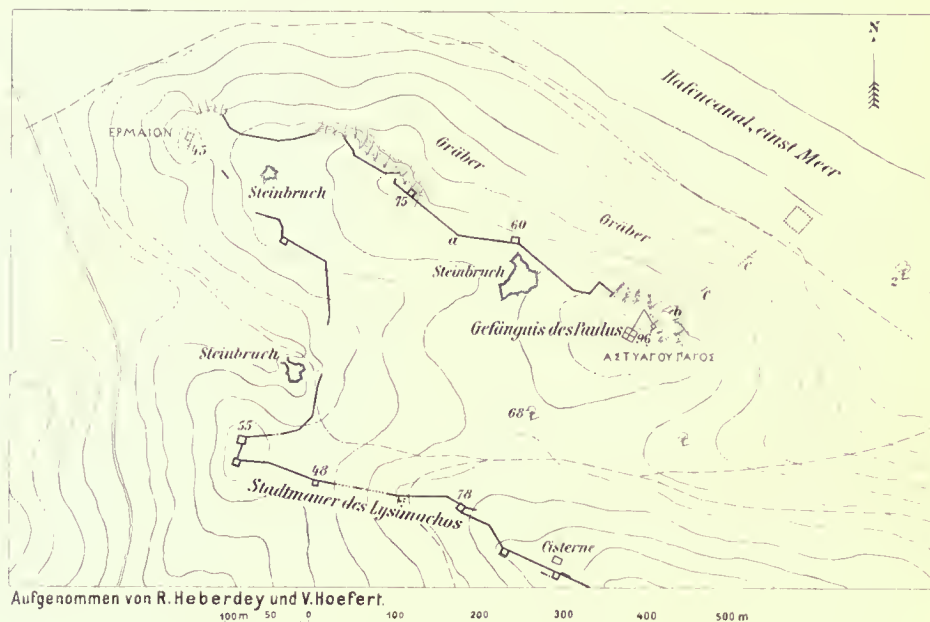 N
Hafencanal, einst Meer
ΕΡΜΑΙΟΝ
45
Gräber
Steinbruch
75
Gräber
60
a
c
2
Steinbruch
c
b
Gefängnis des Paulus
96
ΑΣΤΥΑΓΟΥ ΠΑΓΟΣ
Steinbruch
68
55
48
Stadtmauer des Lysimachos
78
Cisterne
Aufgenommen von R. Heberdey und V. Hoefert.
100 m 50 0 100 200 300 400 500 m